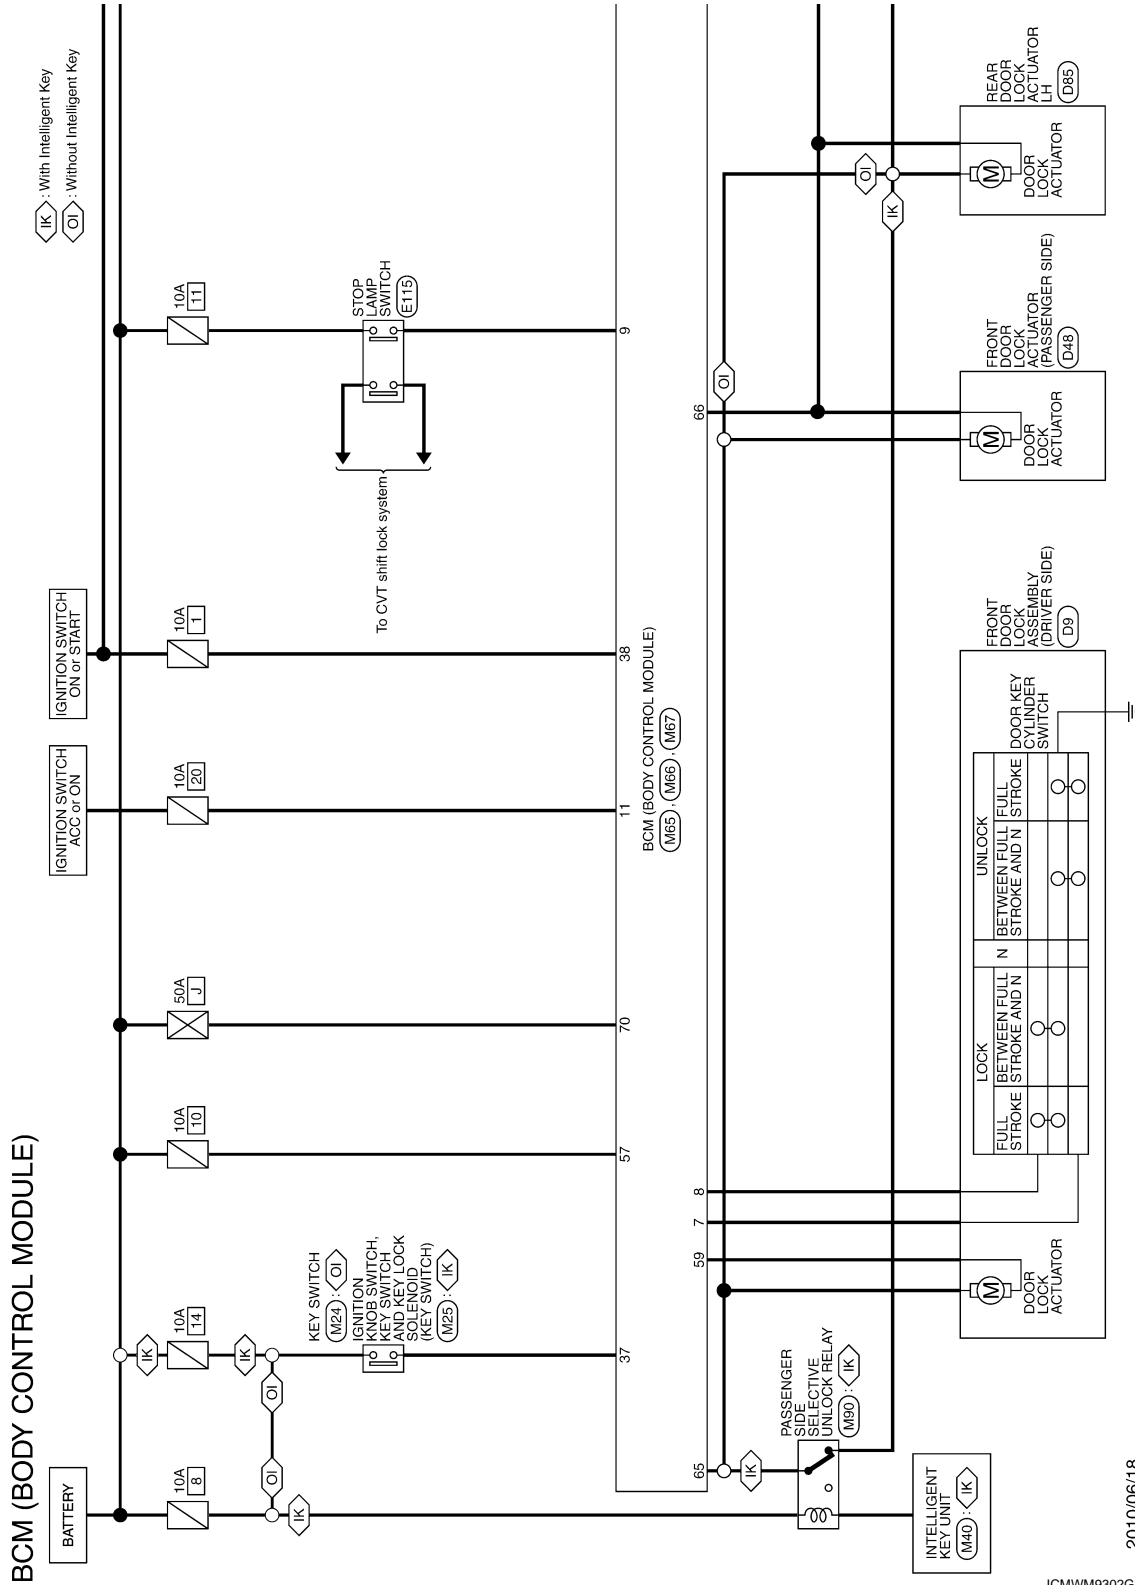 BCM (BODY CONTROL MODULE)
IK : With Intelligent Key
OI : Without Intelligent Key
BATTERY
IGNITION SWITCH
ACC or ON
IGNITION SWITCH
ON or START
10A
8
10A
14
10A
10
50A
J
10A
20
10A
1
10A
11
IK
IK
OI
OI
IK
KEY SWITCH
M24 : OI
IGNITION
KNOB SWITCH,
KEY SWITCH
AND KEY LOCK
SOLENOID
(KEY SWITCH)
M25 : IK
To CVT shift lock system
STOP
LAMP
SWITCH
E115
37
57
70
11
38
9
BCM (BODY CONTROL MODULE)
M65 , M66 , M67
65
59
7
8
66
OI
OI
IK
IK
PASSENGER
SIDE
SELECTIVE
UNLOCK RELAY
M90 : IK
INTELLIGENT
KEY UNIT
M40 : IK
M
DOOR
LOCK
ACTUATOR
LOCK
N
UNLOCK
FULL
STROKE
BETWEEN FULL
STROKE AND N
BETWEEN FULL
STROKE AND N
FULL
STROKE
DOOR KEY
CYLINDER
SWITCH
FRONT
DOOR
LOCK
ASSEMBLY
(DRIVER SIDE)
D9
M
DOOR
LOCK
ACTUATOR
FRONT
DOOR
LOCK
ACTUATOR
(PASSENGER SIDE)
D48
M
DOOR
LOCK
ACTUATOR
REAR
DOOR
LOCK
ACTUATOR
LH
D85
2010/06/18
JCMWM9302G